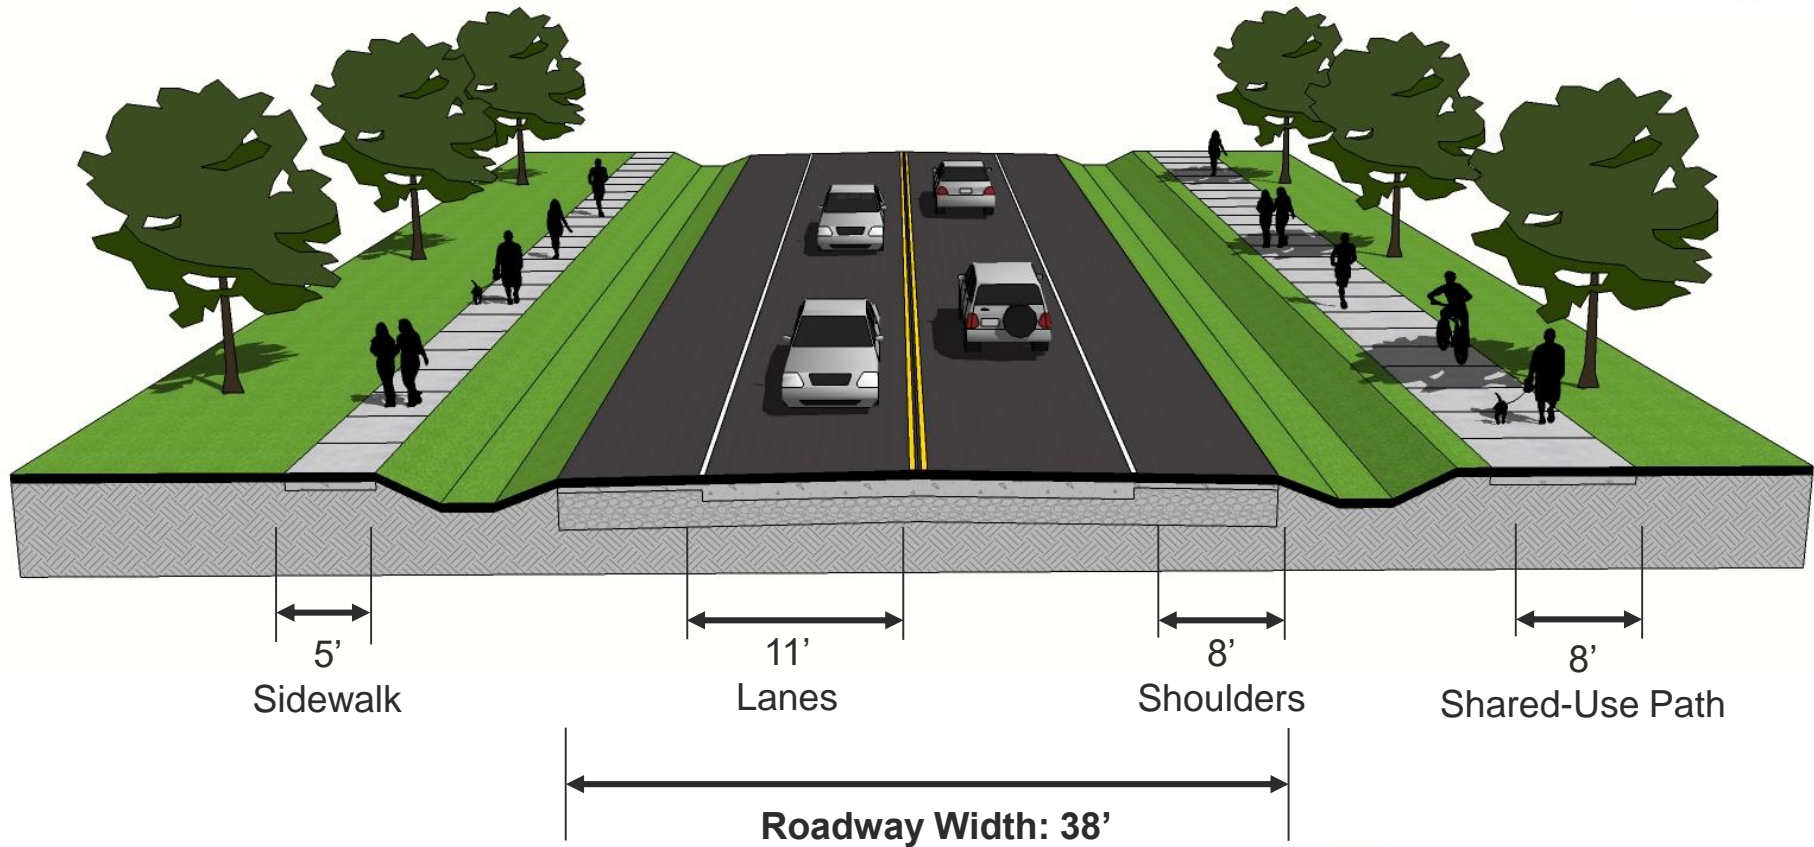 5’
Sidewalk
11’
Lanes
8’
Shoulders
8’
Shared-Use Path
Roadway Width: 38’